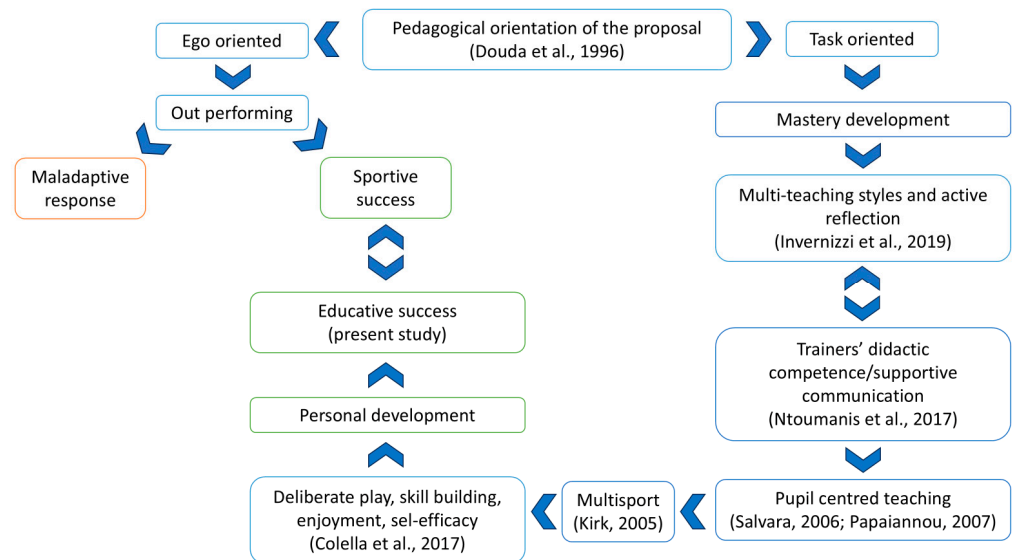 Pedagogical orientation of the proposal
(Douda et al., 1996)
Ego oriented
Task oriented
Out performing
Mastery development
Maladaptive
response
Sportive
success
Multi-teaching styles and active
reflection
(Invernizzi et al., 2019)
Educative success
(present study)
Trainers’ didactic
competence/supportive
communication
(Ntoumanis et al., 2017)
Personal development
Deliberate play, skill building,
enjoyment, sel-efficacy
(Colella et al., 2017)
Multisport
(Kirk, 2005)
Pupil centred teaching
(Salvara, 2006; Papaiannou, 2007)